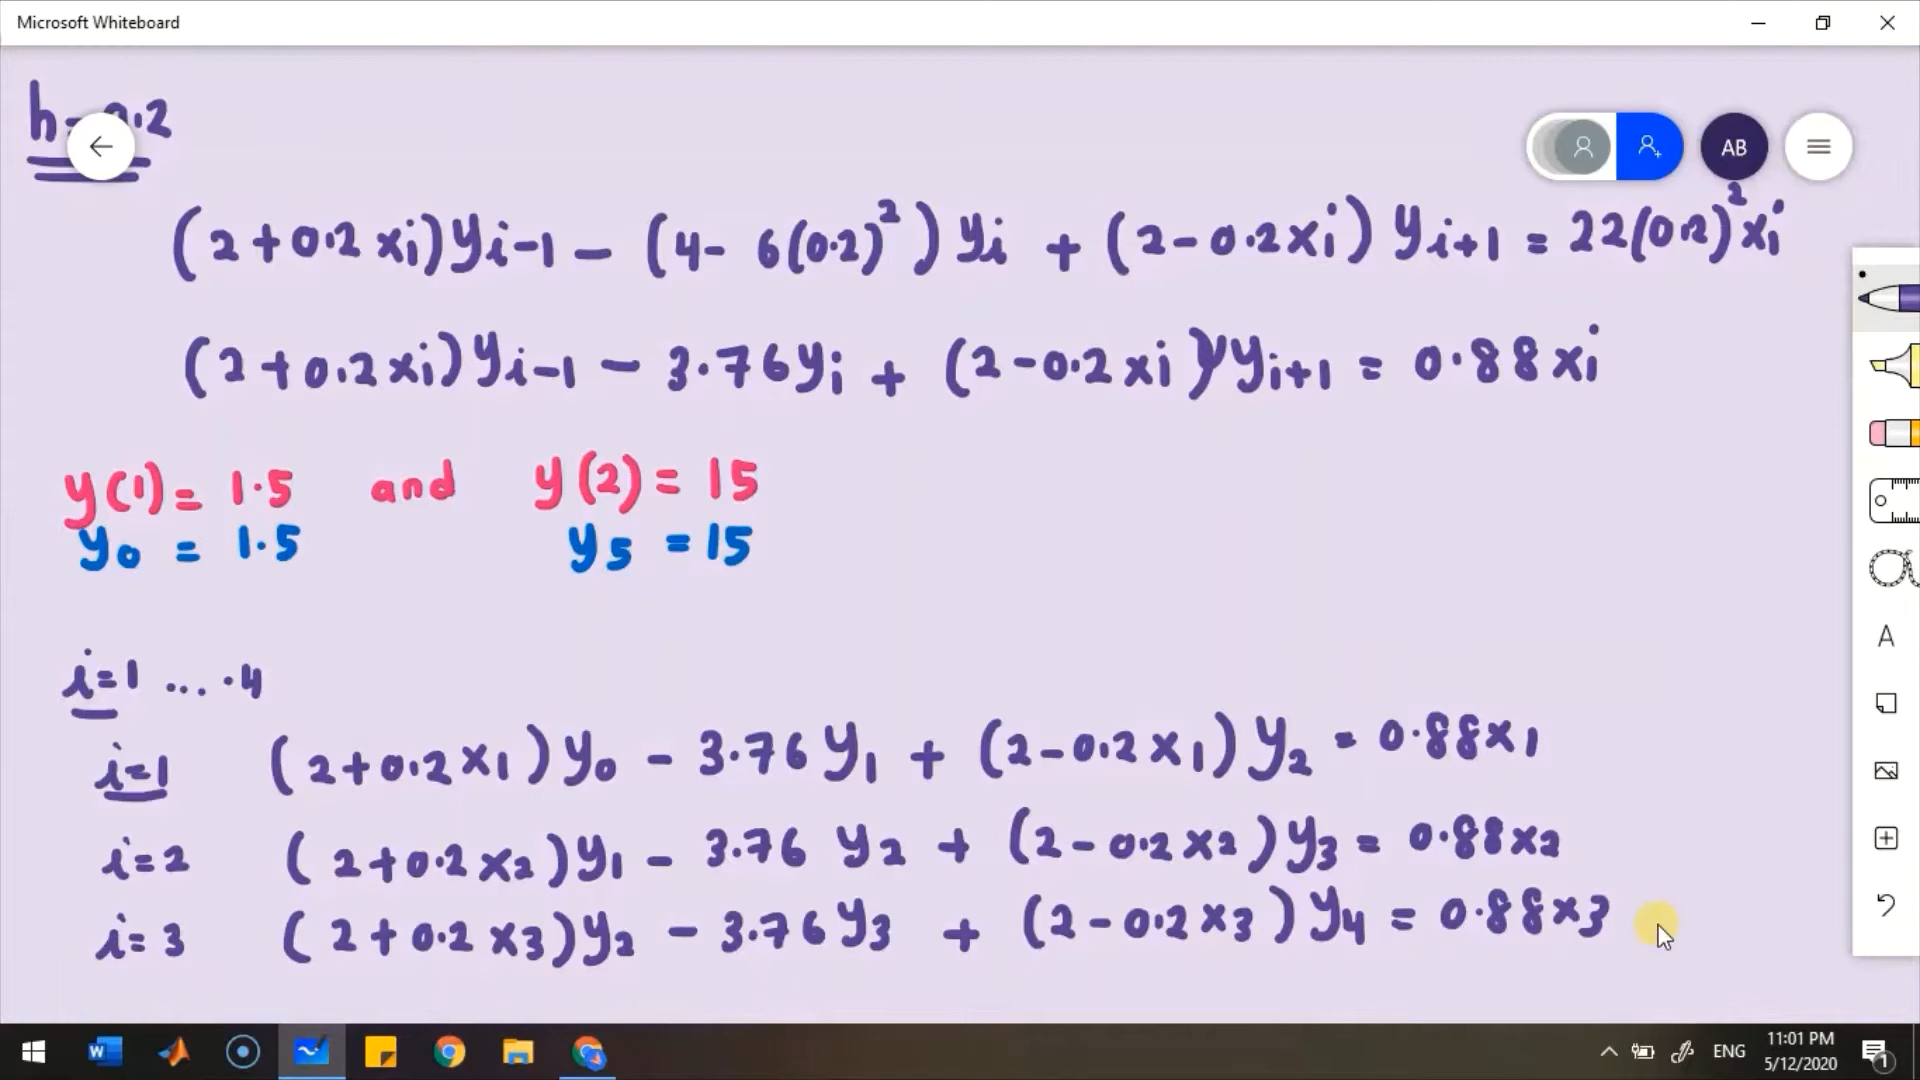 Microsoft Whiteboard
h=0.2
AB
(2+0.2xi)yi-1 - (4-6(0.2)²)yi + (2-0.2xi)yi+1 = 22(0.2)²xi
(2+0.2xi)yi-1 - 3.76yi + (2-0.2xi)yi+1 = 0.88xi
y(1)= 1.5 and y(2)= 15
y0 = 1.5 y5 = 15
i=1 ....4
i=1 (2+0.2x1)y0 - 3.76y1 + (2-0.2x1)y2 = 0.88x1
i=2 (2+0.2x2)y1 - 3.76 y2 + (2-0.2x2)y3 = 0.88x2
i=3 (2+0.2x3)y2 - 3.76y3 + (2-0.2x3)y4 = 0.88x3
A
ENG
11:01 PM
5/12/2020
1